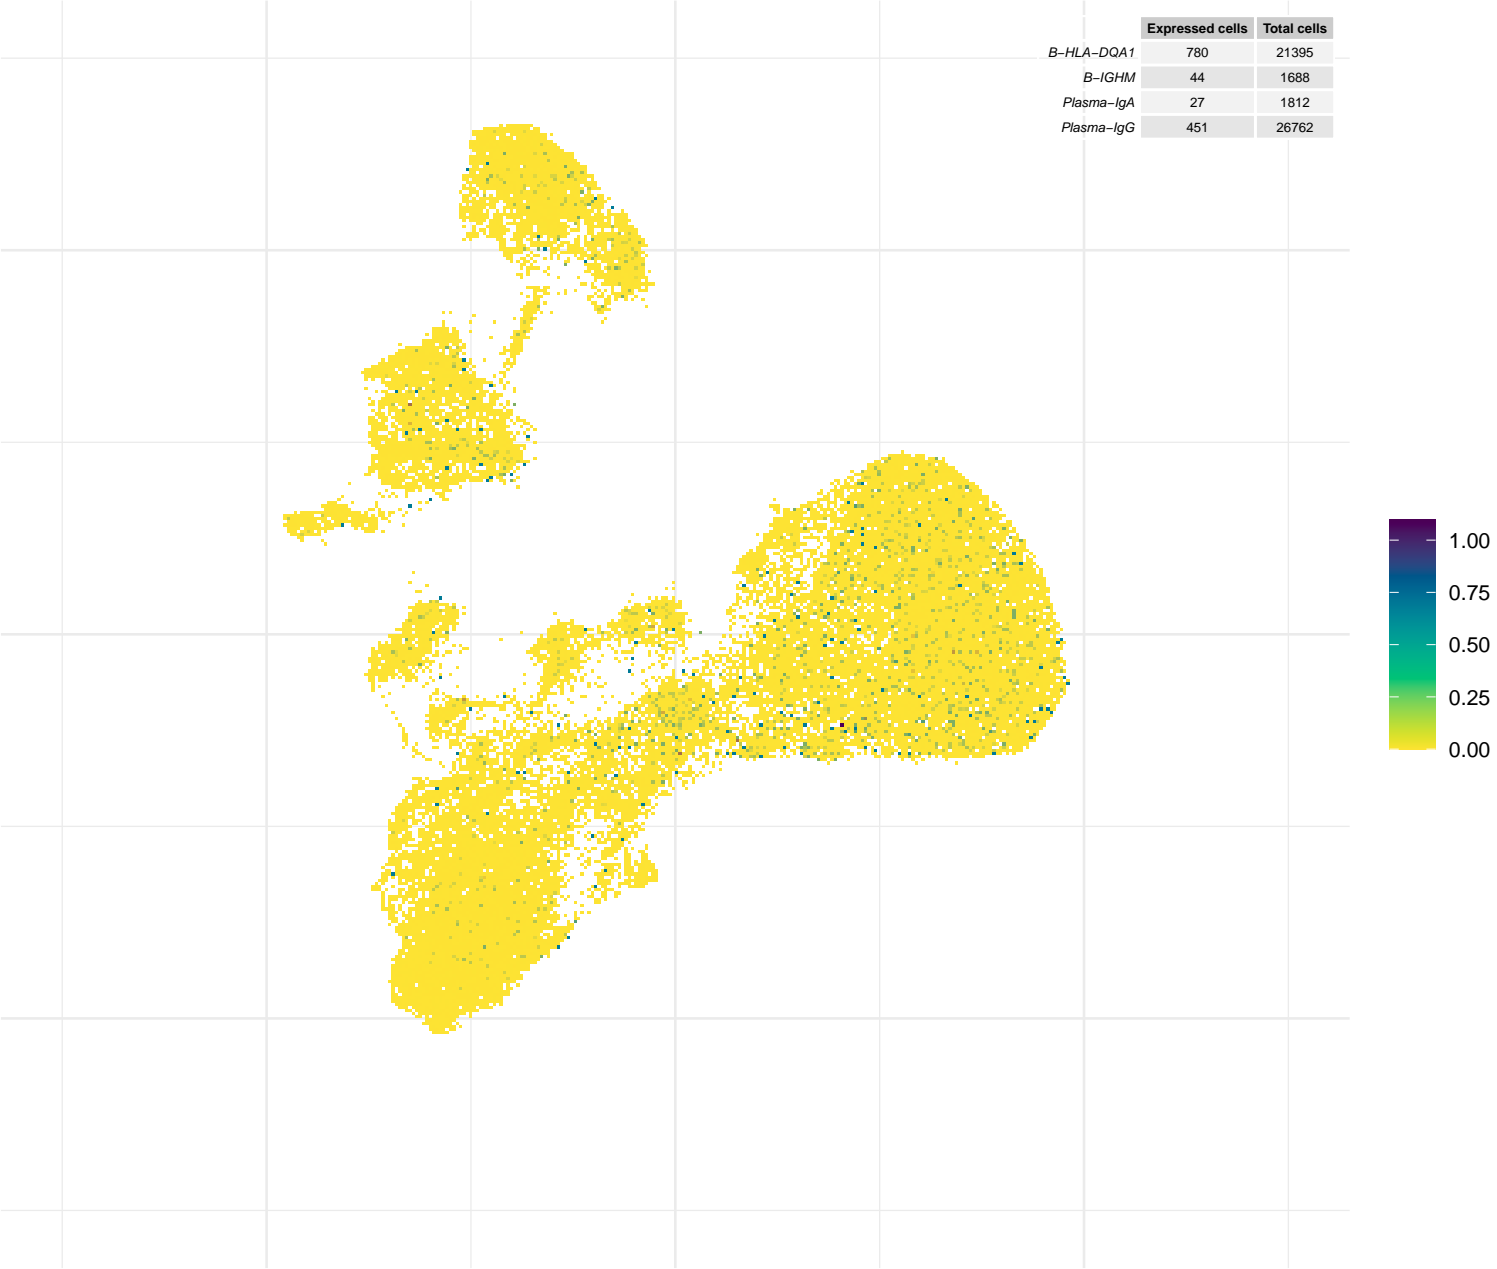 Expressed cells Total cells
B−HLA−DQA1 780 21395
B−IGHM 44 1688
Plasma−IgA 27 1812
Plasma−IgG 451 26762
1.00
0.75
0.50
0.25
0.00